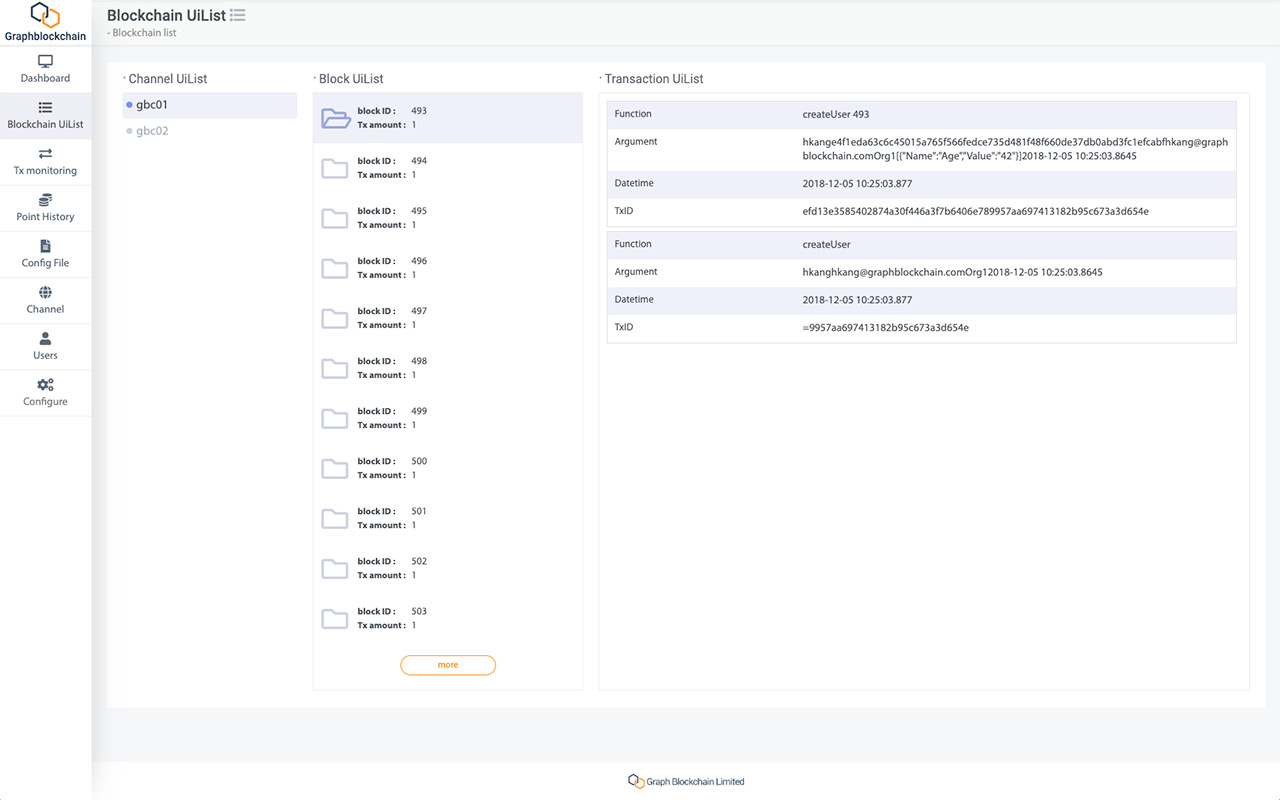 Graphblockchain
Dashboard
Blockchain UiList
Tx monitoring
Point History
Config File
Channel
Users
Configure
Blockchain UiList
- Blockchain list
· Channel UiList
gbc01
gbc02
· Block UiList
block ID : 493
Tx amount : 1
block ID : 494
Tx amount : 1
block ID : 495
Tx amount : 1
block ID : 496
Tx amount : 1
block ID : 497
Tx amount : 1
block ID : 498
Tx amount : 1
block ID : 499
Tx amount : 1
block ID : 500
Tx amount : 1
block ID : 501
Tx amount : 1
block ID : 502
Tx amount : 1
block ID : 503
Tx amount : 1
more
· Transaction UiList
Function createUser 493
Argument hkange4f1eda63c6c45015a765f566fedce735d481f48f660de37db0abd3fc1efcabfhkang@graph
blockchain.comOrg1[{"Name":"Age","Value":"42"}]2018-12-05 10:25:03.8645
Datetime 2018-12-05 10:25:03.877
TxID efd13e3585402874a30f446a3f7b6406e789957aa697413182b95c673a3d654e
Function createUser
Argument hkanghkang@graphblockchain.comOrg12018-12-05 10:25:03.8645
Datetime 2018-12-05 10:25:03.877
TxID =9957aa697413182b95c673a3d654e
Graph Blockchain Limited